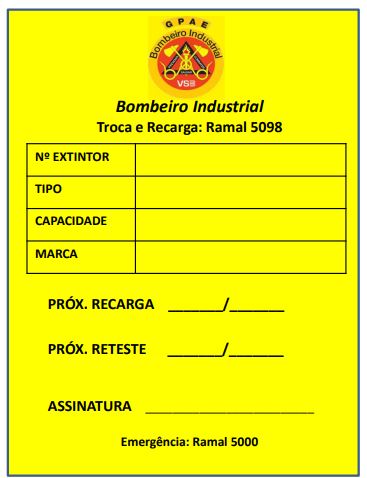 GPAE
Bombeiro Industrial
VSB
Bombeiro Industrial
Troca e Recarga: Ramal 5098
Nº EXTINTOR
TIPO
CAPACIDADE
MARCA
PRÓX. RECARGA _______/_______
PRÓX. RETESTE _______/_______
ASSINATURA ______________________
Emergência: Ramal 5000